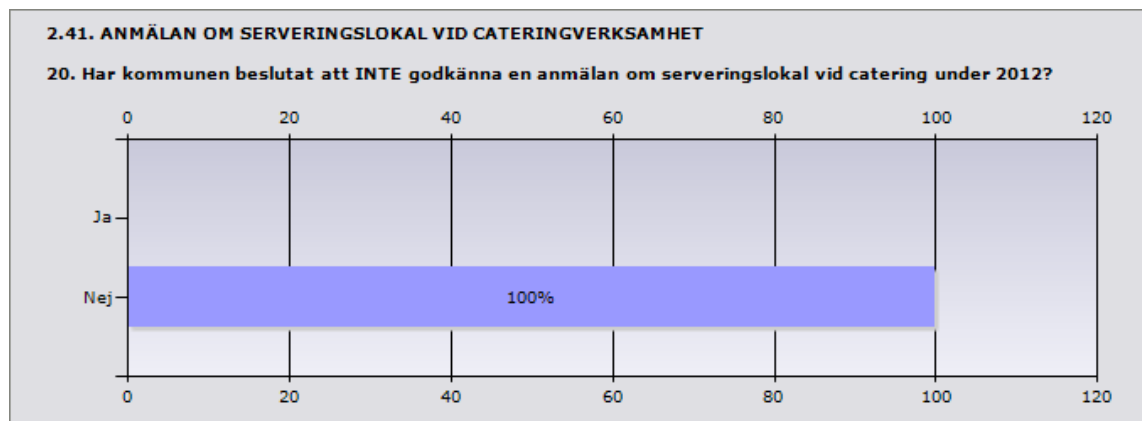 2.41. ANMÄLAN OM SERVERINGSLOKAL VID CATERINGVERKSAMHET
20. Har kommunen beslutat att INTE godkänna en anmälan om serveringslokal vid catering under 2012?
0 20 40 60 80 100 120
Ja
Nej 100%
0 20 40 60 80 100 120